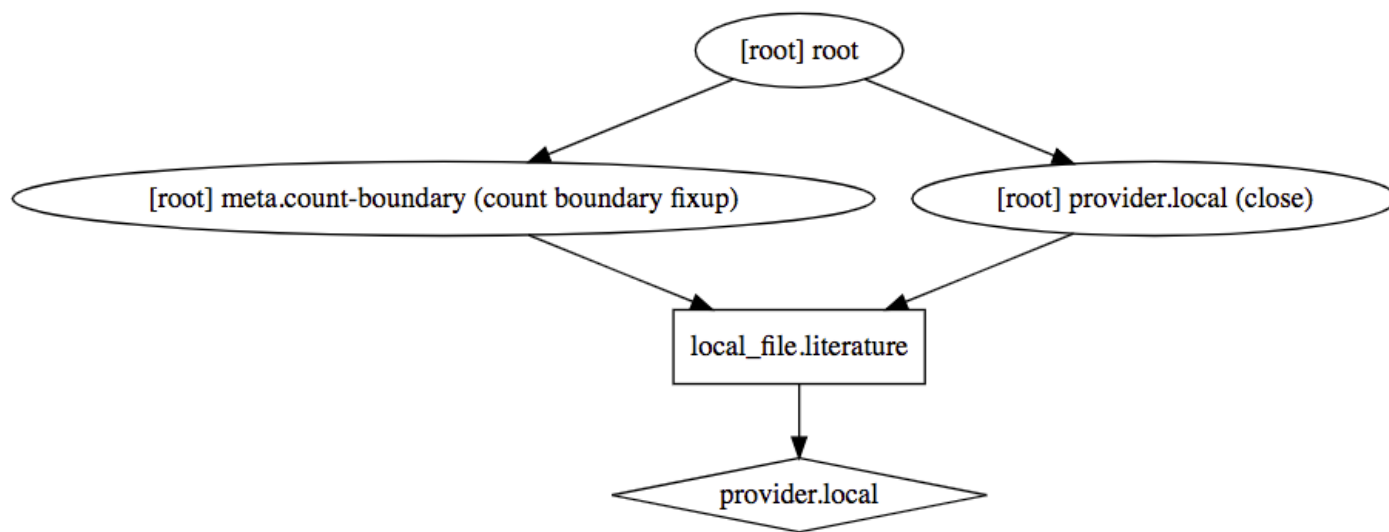 [root] root
[root] meta.count-boundary (count boundary fixup)
[root] provider.local (close)
local_file.literature
provider.local